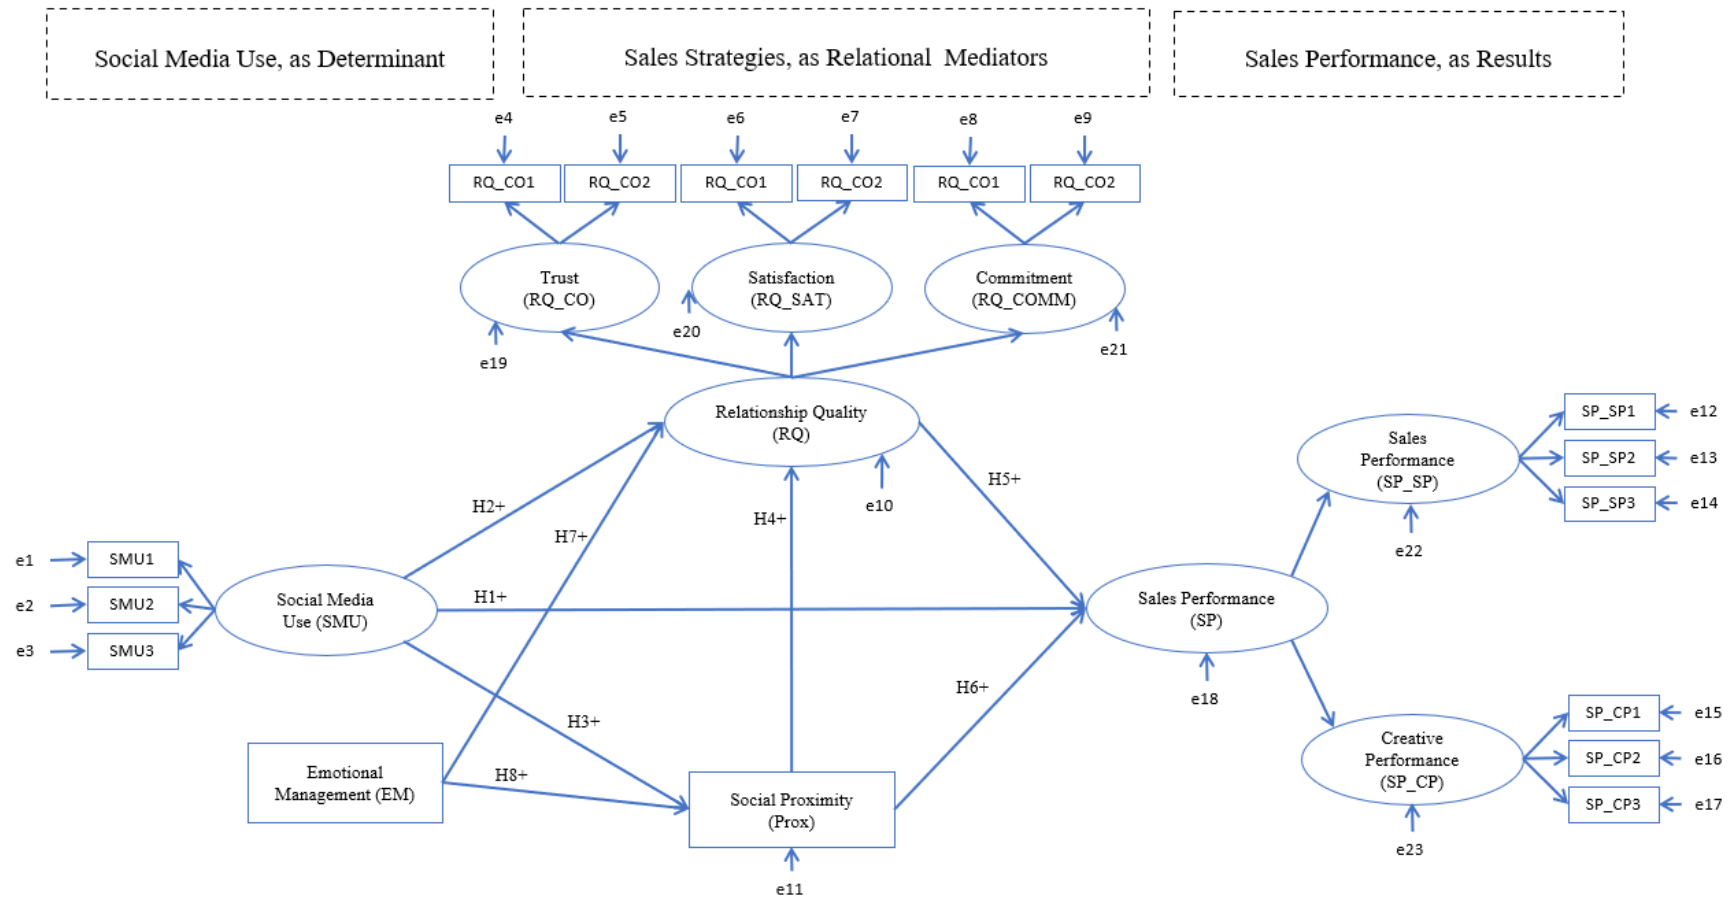 Social Media Use, as Determinant
Sales Strategies, as Relational Mediators
Sales Performance, as Results
e4
e5
e6
e7
e8
e9
RQ_CO1
RQ_CO2
RQ_CO1
RQ_CO2
RQ_CO1
RQ_CO2
Trust
(RQ_CO)
Satisfaction
(RQ_SAT)
Commitment
(RQ_COMM)
e19
e20
e21
Relationship Quality
(RQ)
e10
H2+
H7+
H4+
H5+
H1+
H3+
H8+
H6+
e1
SMU1
e2
SMU2
e3
SMU3
Social Media
Use (SMU)
Emotional
Management (EM)
Social Proximity
(Prox)
e11
Sales Performance
(SP)
e18
Sales
Performance
(SP_SP)
e22
SP_SP1
e12
SP_SP2
e13
SP_SP3
e14
Creative
Performance
(SP_CP)
e23
SP_CP1
e15
SP_CP2
e16
SP_CP3
e17